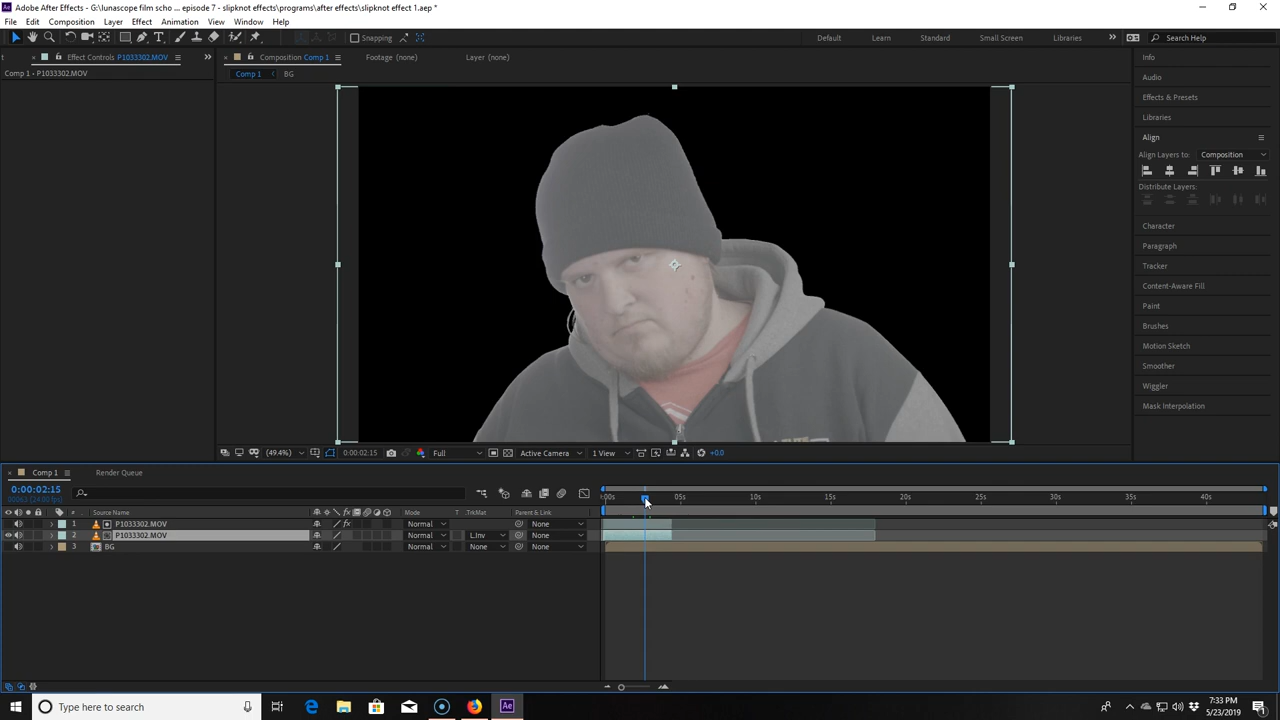 Adobe After Effects - G:\lunascope film scho ... episode 7 - slipknot effects\programs\after effects\slipknot effect 1.aep *
File Edit Composition Layer Effect Animation View Window Help
Snapping Default Learn Standard Small Screen Libraries Search Help
Effect Controls P1033302.MOV Composition Comp 1 Footage (none) Layer (none)
Comp 1 • P1033302.MOV
Comp 1 BG
Info
Audio
Effects & Presets
Libraries
Align
Align Layers to: Composition
Distribute Layers:
Character
Paragraph
Tracker
Content-Aware Fill
Paint
Brushes
Motion Sketch
Smoother
Wiggler
Mask Interpolation
(49.4%) 0:00:02:15 Full Active Camera 1 View +0.0
Comp 1 Render Queue
0:00:02:15
00063 (24.00 fps)
:00s 05s 10s 15s 20s 25s 30s 35s 40s
# Source Name Mode T TrkMat Parent & Link
1 P1033302.MOV Normal None
2 P1033302.MOV Normal L.Inv None
3 BG Normal None None
Type here to search
7:33 PM
5/23/2019